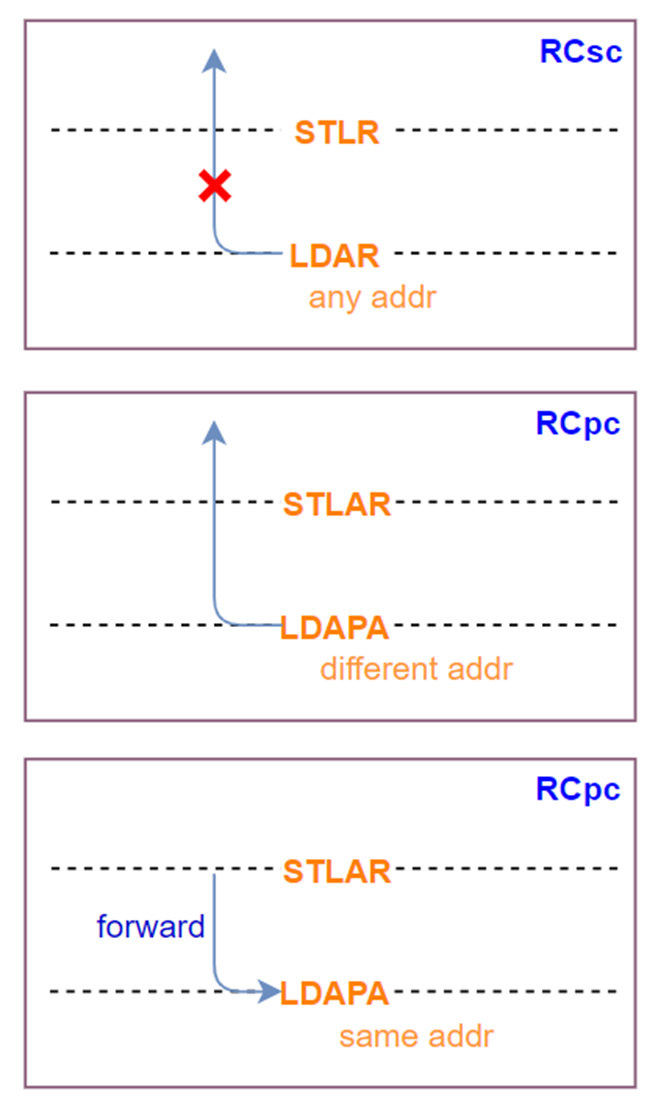 RCsc
STLR
LDAR
any addr
RCpc
STLAR
LDAPA
different addr
RCpc
STLAR
forward
LDAPA
same addr